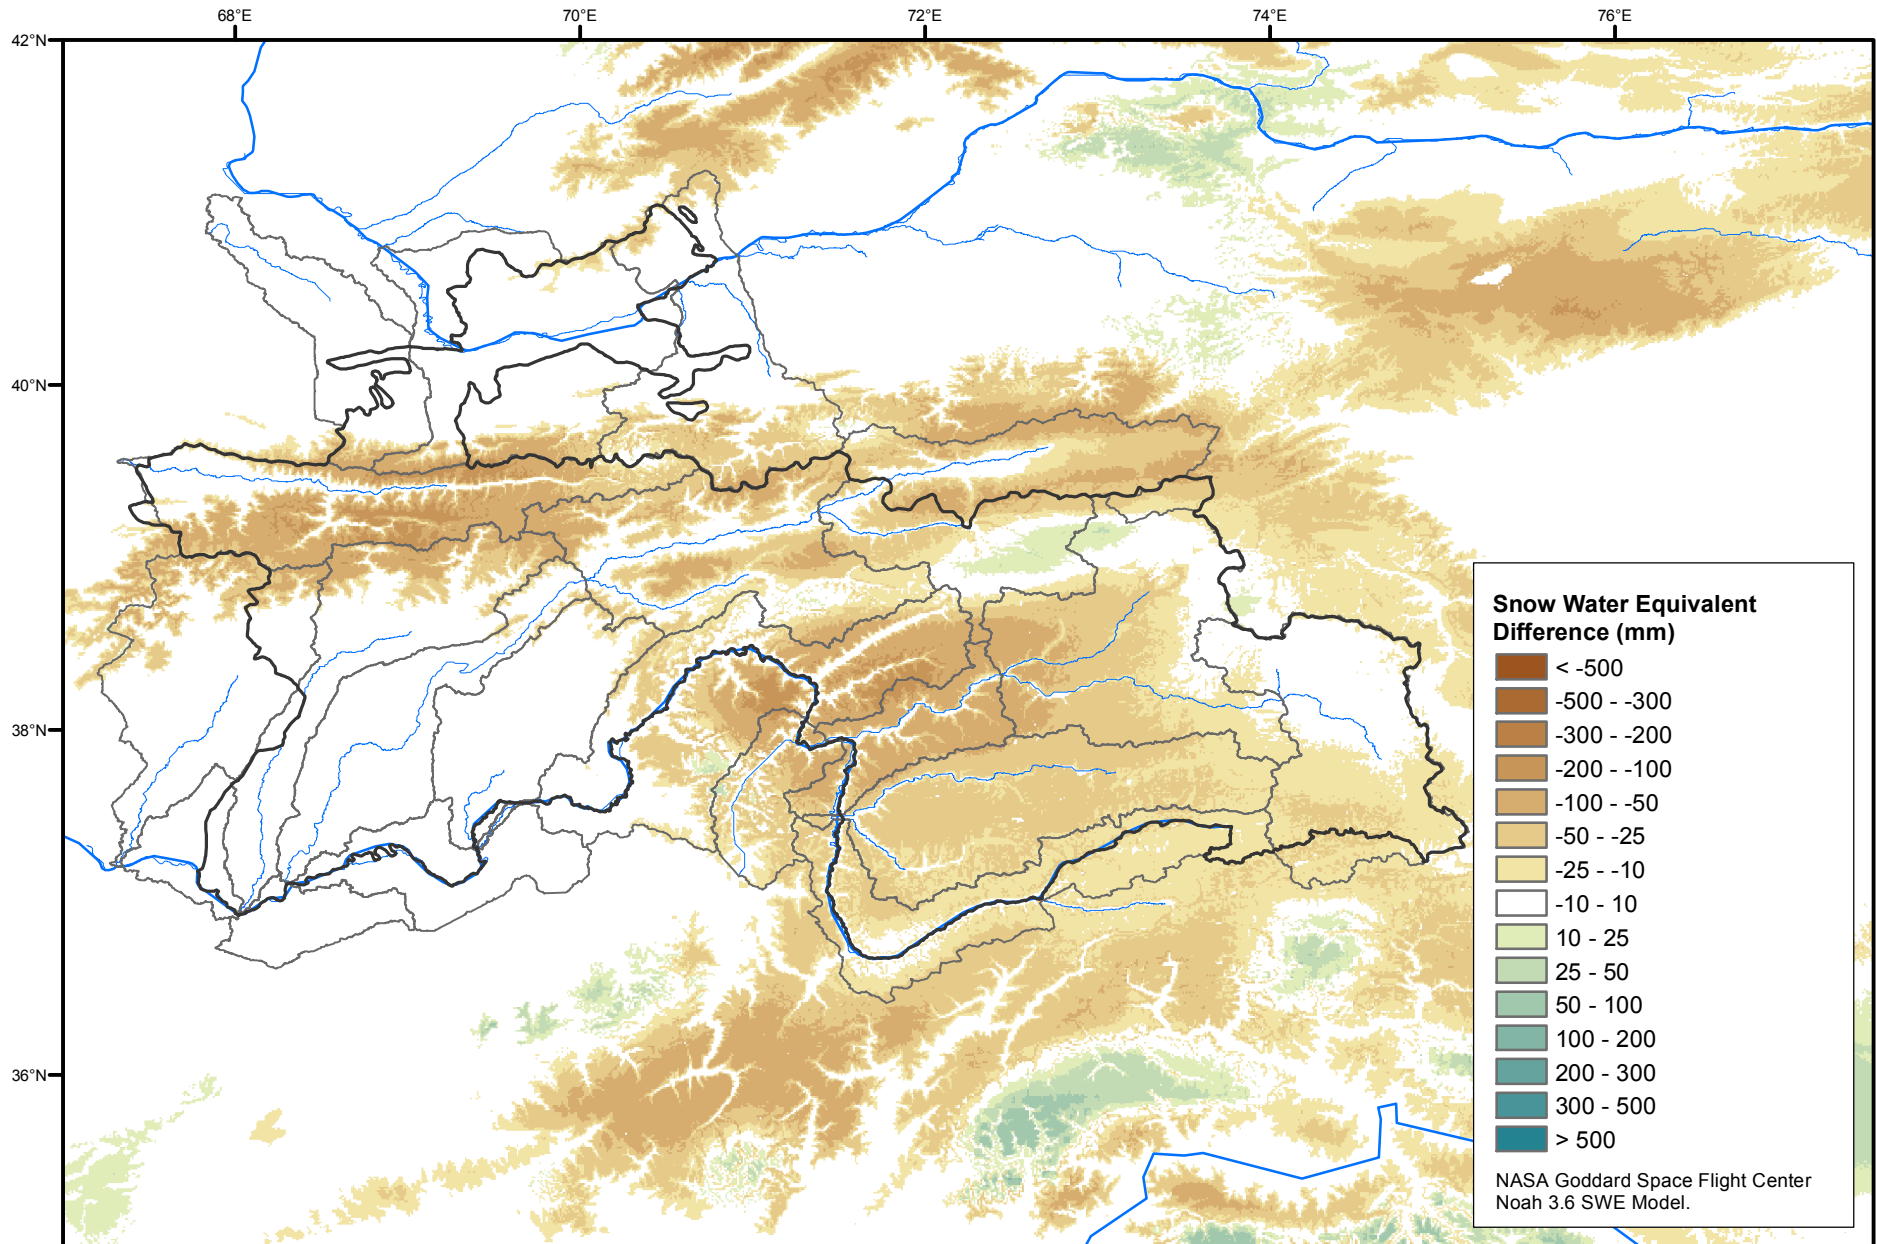 68°E 70°E 72°E 74°E 76°E
42°N
40°N
38°N
36°N
Snow Water Equivalent
Difference (mm)
< -500
-500 - -300
-300 - -200
-200 - -100
-100 - -50
-50 - -25
-25 - -10
-10 - 10
10 - 25
25 - 50
50 - 100
100 - 200
200 - 300
300 - 500
> 500
NASA Goddard Space Flight Center
Noah 3.6 SWE Model.